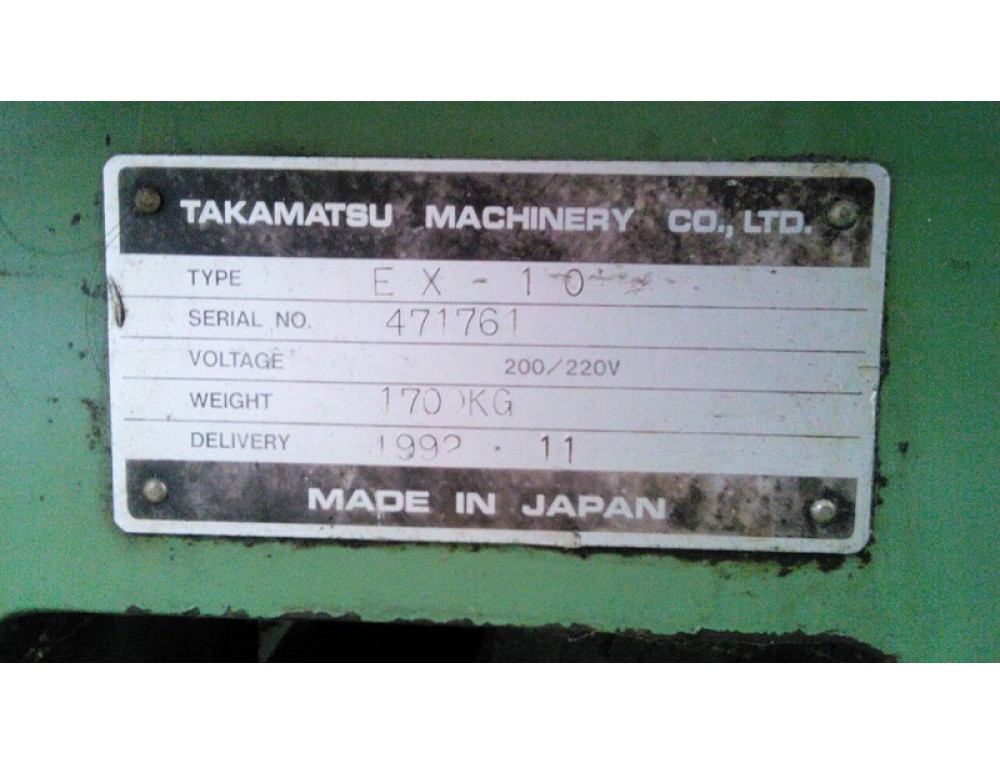 TAKAMATSU MACHINERY CO., LTD.
TYPE EX-10
SERIAL NO. 471761
VOLTAGE 200/220V
WEIGHT 1700KG
DELIVERY 1992 · 11
MADE IN JAPAN